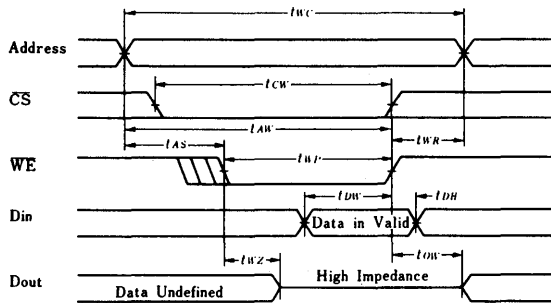 tWC
Address
tCW
CS
tAW
tAS
tWR
tWP
WE
tDW
tDH
Din
Data in Valid
tWZ
tOW
High Impedance
Dout
Data Undefined